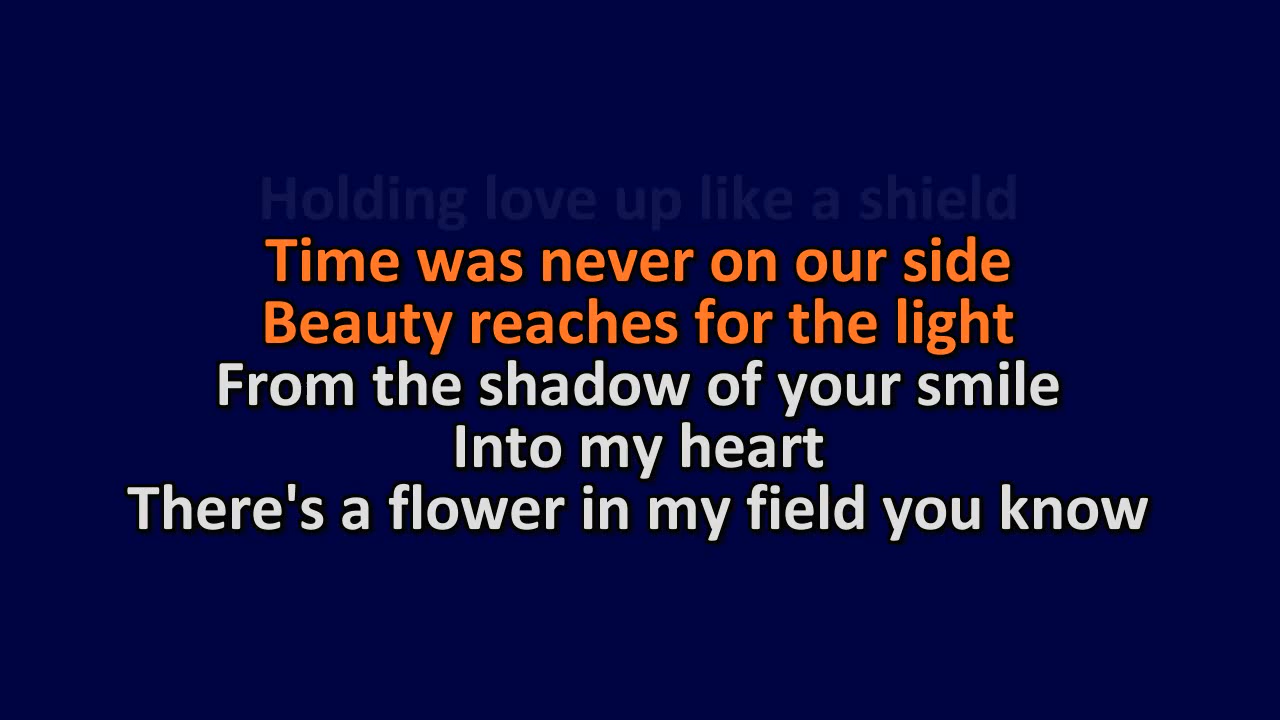 Holding love up like a shield
Time was never on our side
Beauty reaches for the light
From the shadow of your smile
Into my heart
There's a flower in my field you know